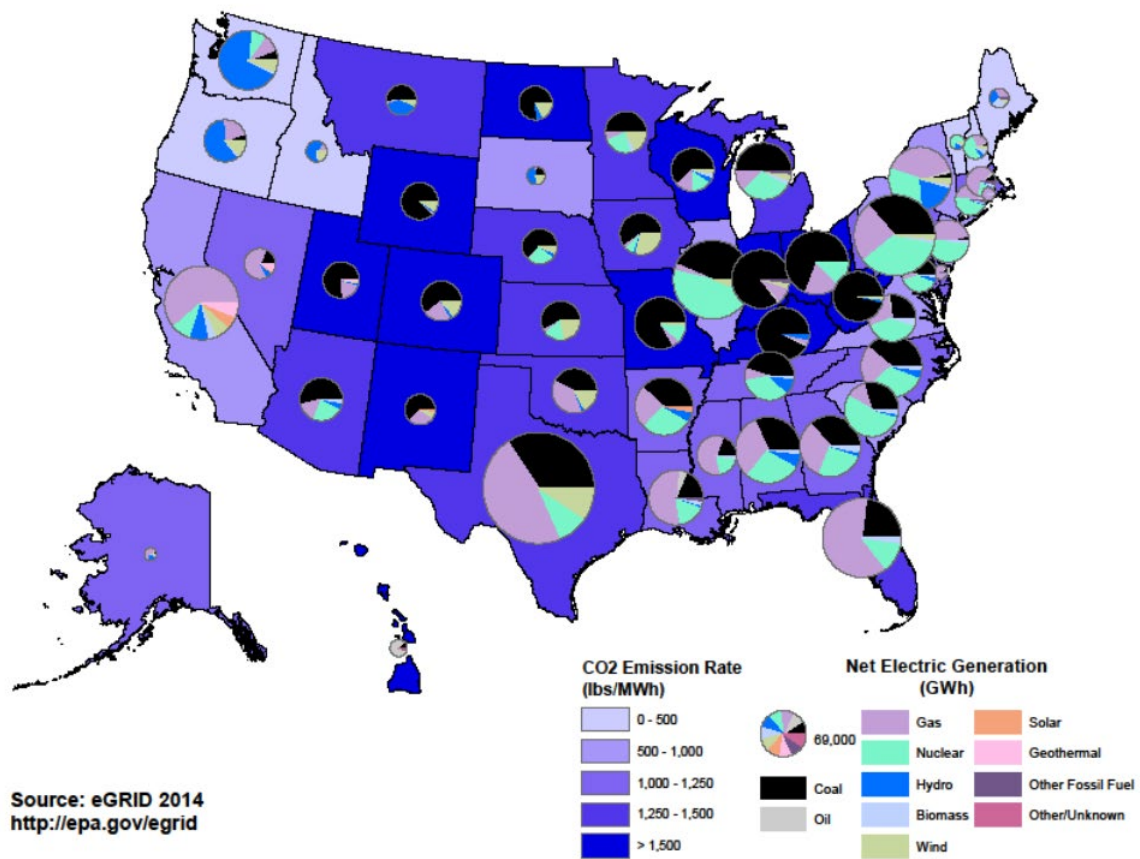 CO2 Emission Rate
(lbs/MWh)
0 - 500
500 - 1,000
1,000 - 1,250
1,250 - 1,500
> 1,500
Net Electric Generation
(GWh)
69,000
Coal
Oil
Gas
Nuclear
Hydro
Biomass
Wind
Solar
Geothermal
Other Fossil Fuel
Other/Unknown
Source: eGRID 2014
http://epa.gov/egrid